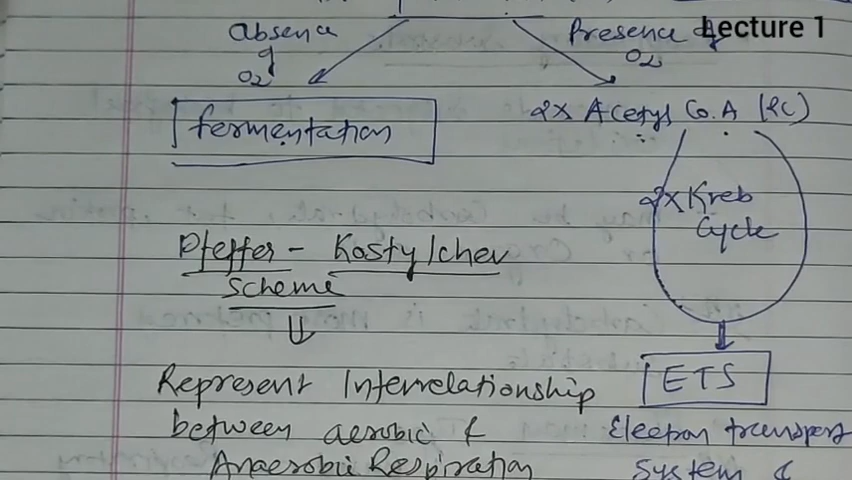 Lecture 1
Absence Presence of
of
O2 O2
fermentation 2x Acetyl Co.A (2C)
2x Kreb
Cycle
Pfeffer - Kostylchev
Scheme
⇓
Represent Interrelationship
between aerobic &
Anaerobic Respiration
ETS
Electron transport
System &